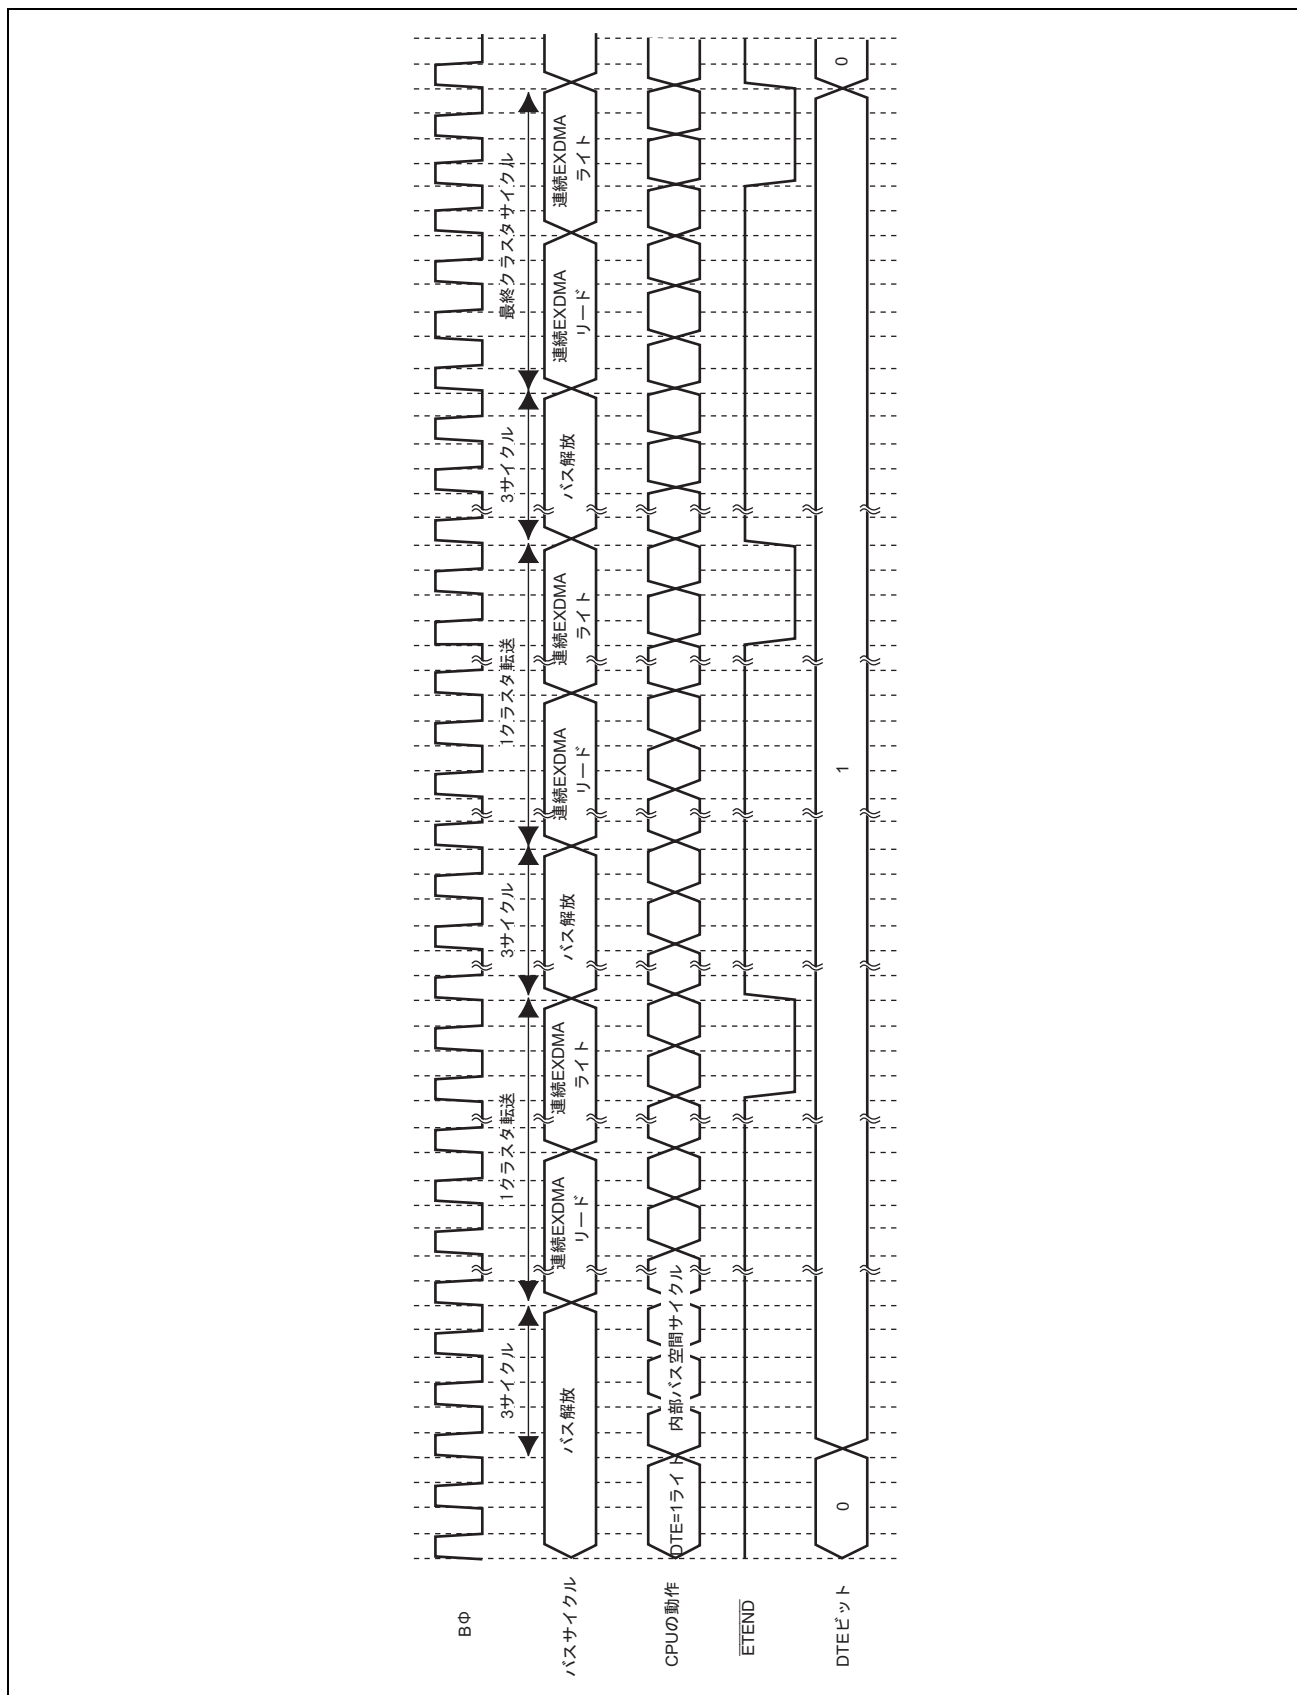 BΦ
3サイクル
1クラスタ転送
3サイクル
1クラスタ転送
3サイクル
最終クラスタサイクル
バスサイクル
バス解放
連続EXDMA
リード
連続EXDMA
ライト
バス解放
連続EXDMA
リード
連続EXDMA
ライト
バス解放
連続EXDMA
リード
連続EXDMA
ライト
CPUの動作
DTE=1ライト
内部バス空間サイクル
ETEND
DTEビット
0
1
0